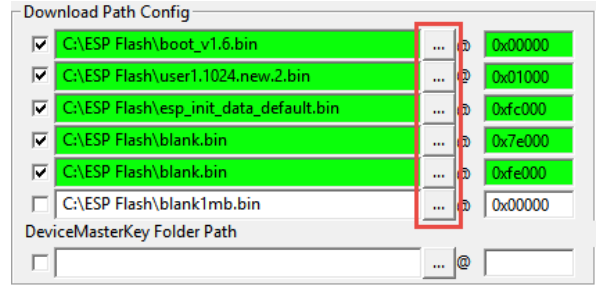 Download Path Config
C:\ESP Flash\boot_v1.6.bin ... @ 0x00000
C:\ESP Flash\user1.1024.new.2.bin ... @ 0x01000
C:\ESP Flash\esp_init_data_default.bin ... @ 0xfc000
C:\ESP Flash\blank.bin ... @ 0x7e000
C:\ESP Flash\blank.bin ... @ 0xfe000
C:\ESP Flash\blank1mb.bin ... @ 0x00000
DeviceMasterKey Folder Path
... @